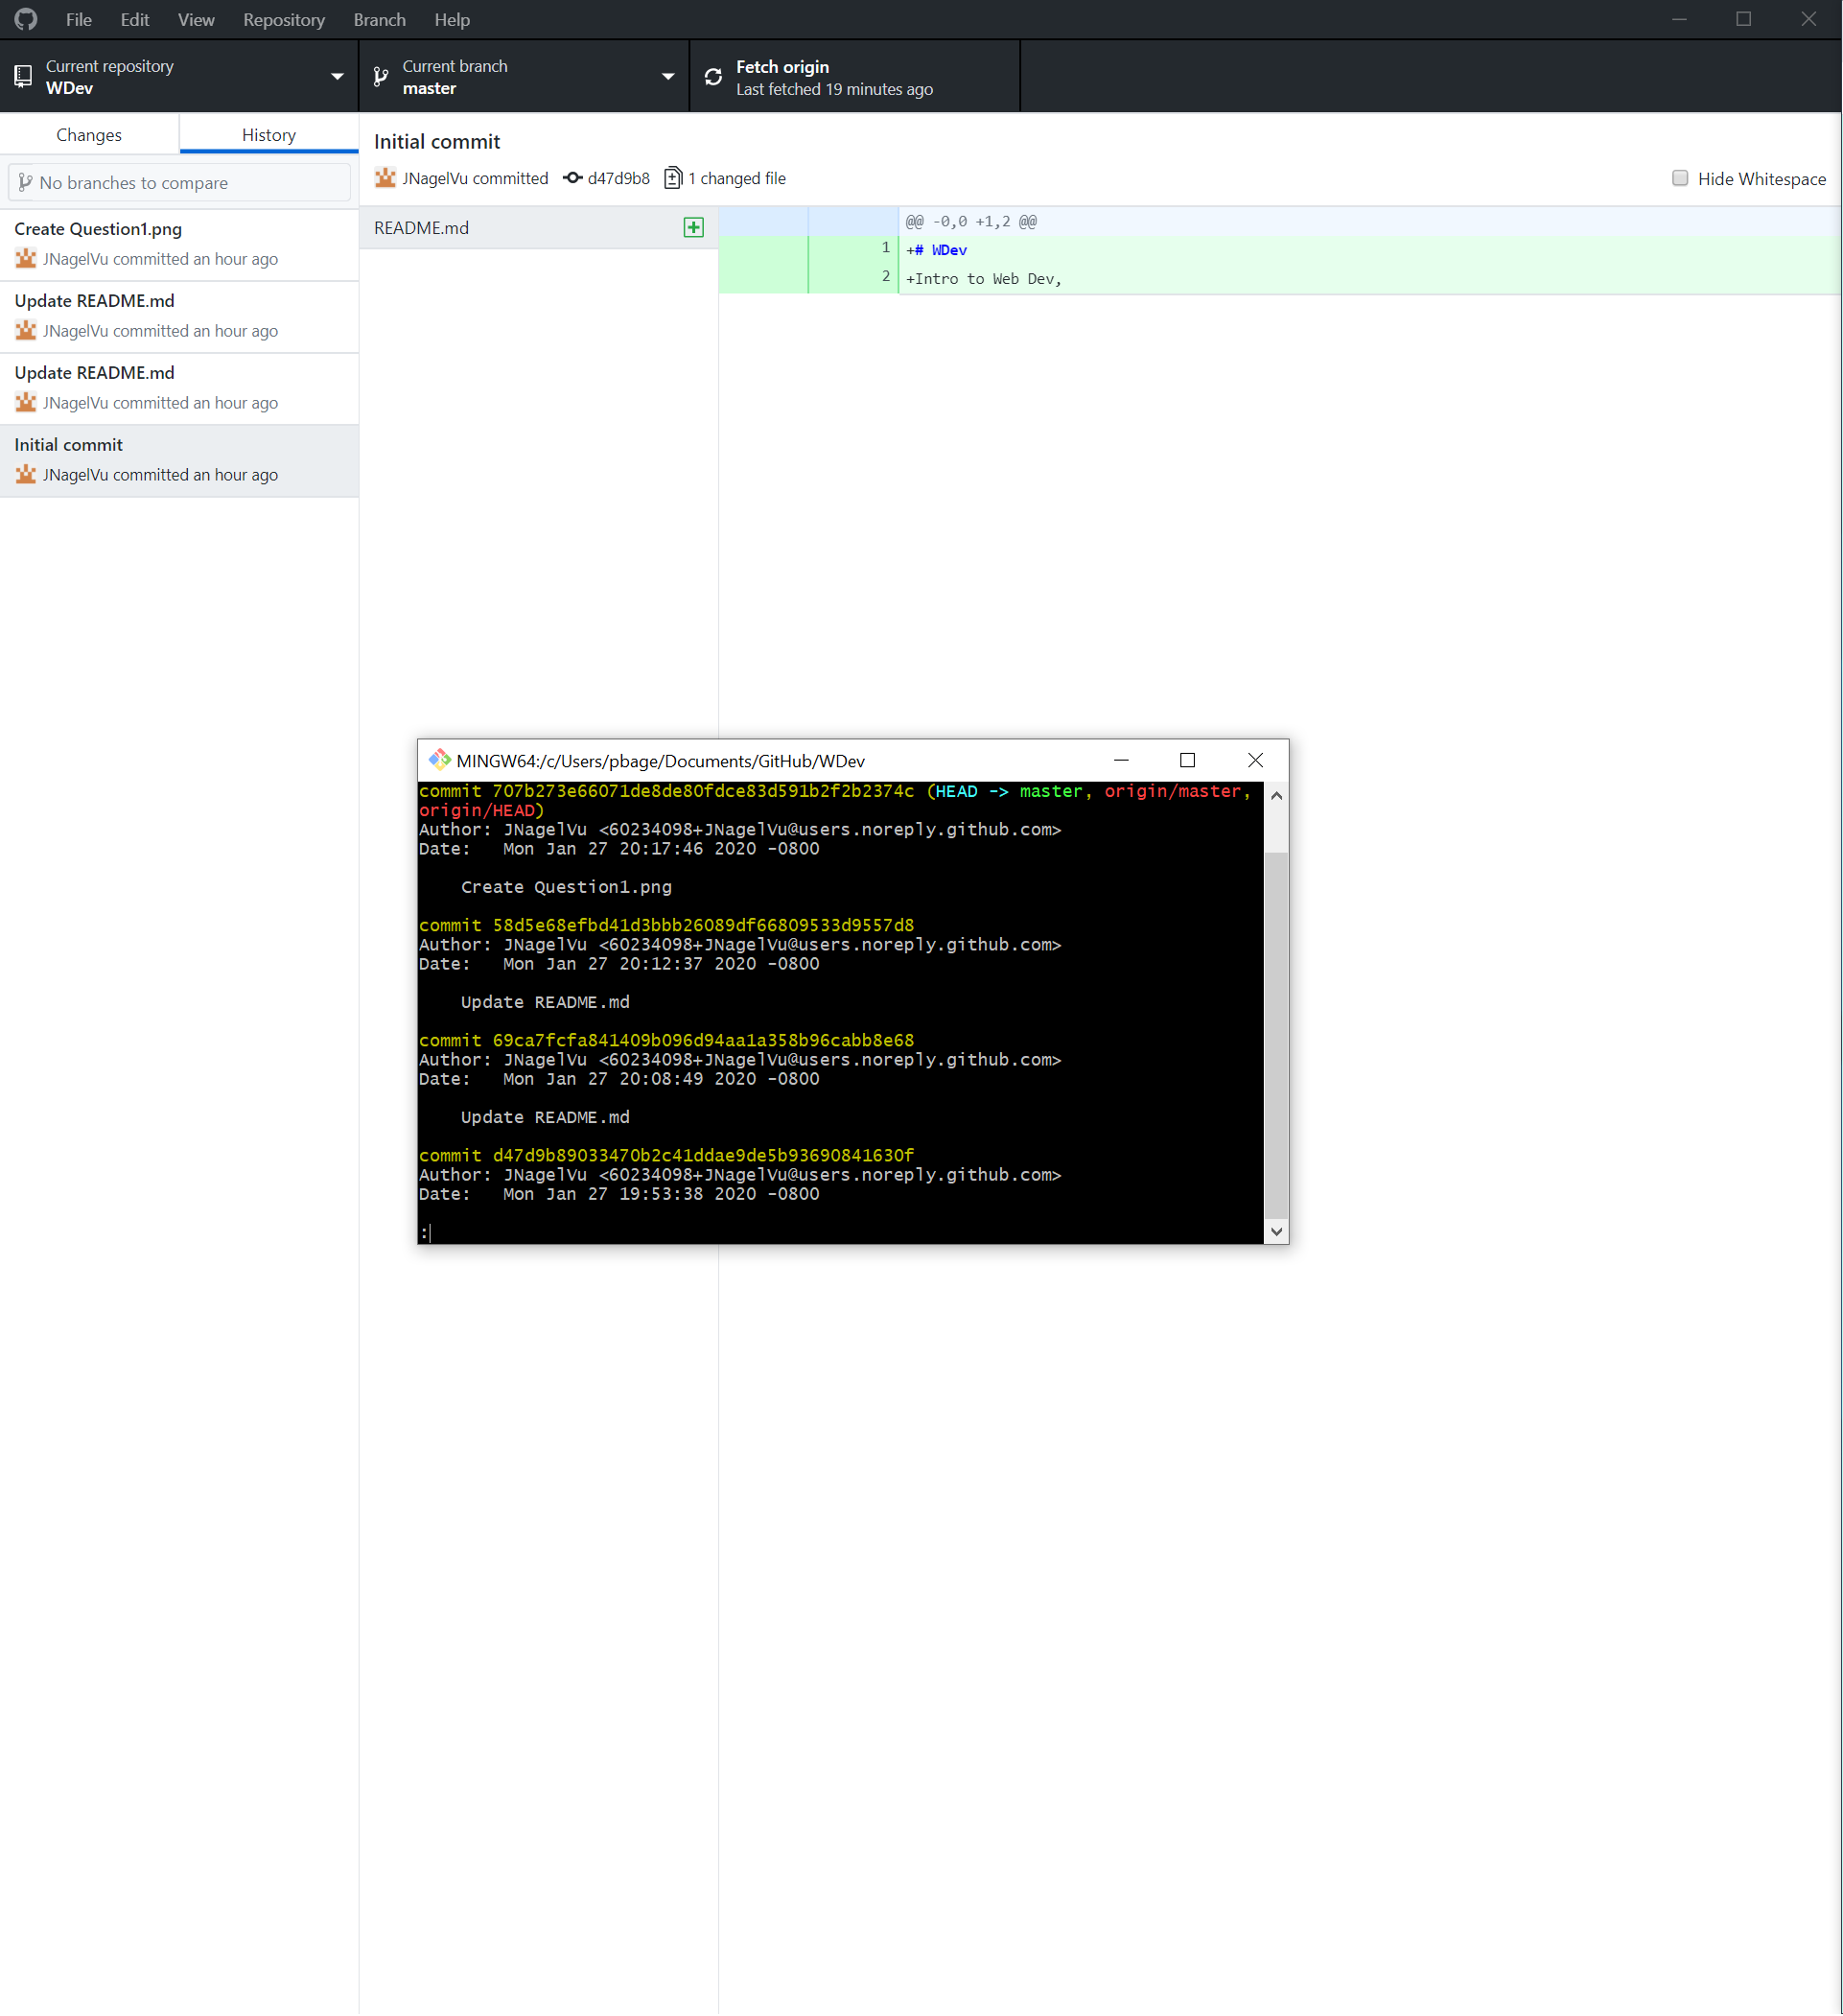 File Edit View Repository Branch Help
Current repository
WDev
Current branch
master
Fetch origin
Last fetched 19 minutes ago
Changes
History
No branches to compare
Create Question1.png
JNagelVu committed an hour ago
Update README.md
JNagelVu committed an hour ago
Update README.md
JNagelVu committed an hour ago
Initial commit
JNagelVu committed an hour ago
Initial commit
JNagelVu committed d47d9b8 1 changed file
Hide Whitespace
README.md
@@ -0,0 +1,2 @@
1 +# WDev
2 +Intro to Web Dev,
MINGW64:/c/Users/pbage/Documents/GitHub/WDev
commit 707b273e66071de8de80fdce83d591b2f2b2374c (HEAD -> master, origin/master,
origin/HEAD)
Author: JNagelVu <60234098+JNagelVu@users.noreply.github.com>
Date:   Mon Jan 27 20:17:46 2020 -0800
Create Question1.png
commit 58d5e68efbd41d3bbb26089df66809533d9557d8
Author: JNagelVu <60234098+JNagelVu@users.noreply.github.com>
Date:   Mon Jan 27 20:12:37 2020 -0800
Update README.md
commit 69ca7fcfa841409b096d94aa1a358b96cabb8e68
Author: JNagelVu <60234098+JNagelVu@users.noreply.github.com>
Date:   Mon Jan 27 20:08:49 2020 -0800
Update README.md
commit d47d9b89033470b2c41ddae9de5b93690841630f
Author: JNagelVu <60234098+JNagelVu@users.noreply.github.com>
Date:   Mon Jan 27 19:53:38 2020 -0800
: